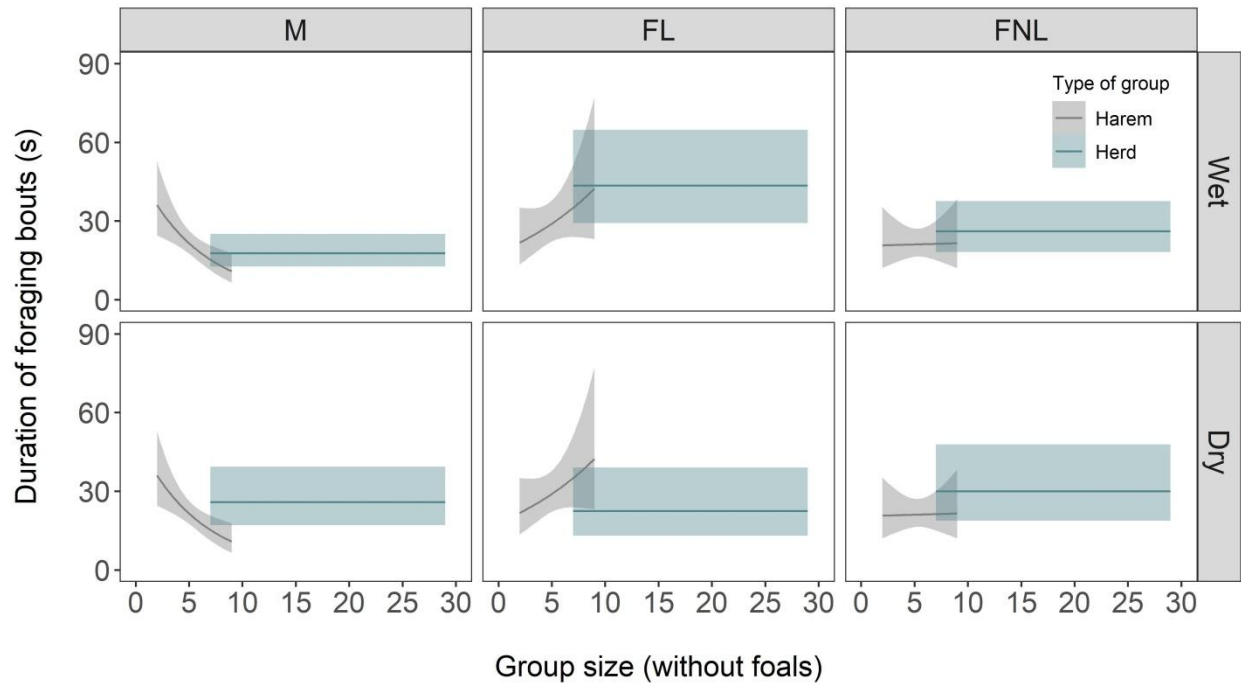 M FL FNL
Duration of foraging bouts (s)
90
60
30
0
Type of group
Harem
Herd
Wet
90
60
30
0
Dry
0 5 10 15 20 25 30 0 5 10 15 20 25 30 0 5 10 15 20 25 30
Group size (without foals)